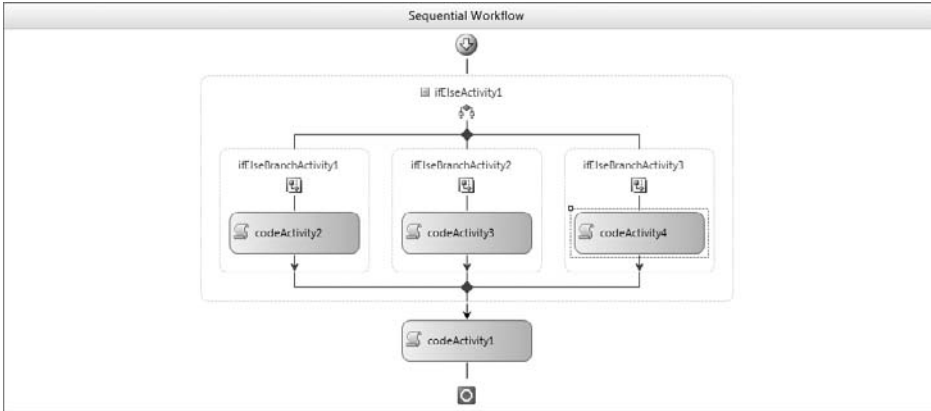 Sequential Workflow
ifElseActivity1
ifElseBranchActivity1
ifElseBranchActivity2
ifElseBranchActivity3
codeActivity2
codeActivity3
codeActivity4
codeActivity1